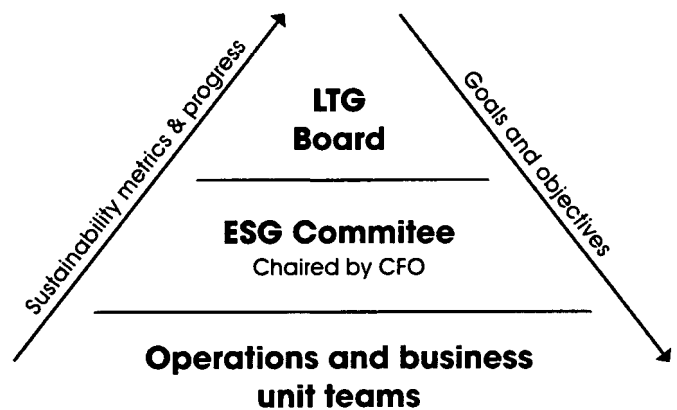 Sustainability metrics & progress
Goals and objectives
LTG
Board
ESG Commitee
Chaired by CFO
Operations and business
unit teams